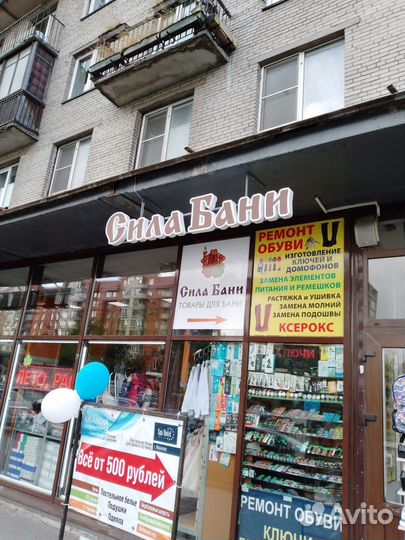 Сила Бани
Сила Бани
ТОВАРЫ ДЛЯ БАНИ
РЕМОНТ
ОБУВИ
ИЗГОТОВЛЕНИЕ
КЛЮЧЕЙ И
ДОМОФОНОВ
ЗАМЕНА ЭЛЕМЕНТОВ
ПИТАНИЯ И РЕМЕШКОВ
РАСТЯЖКА и УШИВКА
ЗАМЕНА МОЛНИЙ
ЗАМЕНА ПОДОШВЫ
КСЕРОКС
КЛЮЧИ
Всё от 500 рублей
Постельное белье
Подушки
Одеяла
РЕМОНТ ОБУВИ
КЛЮЧИ
Avito